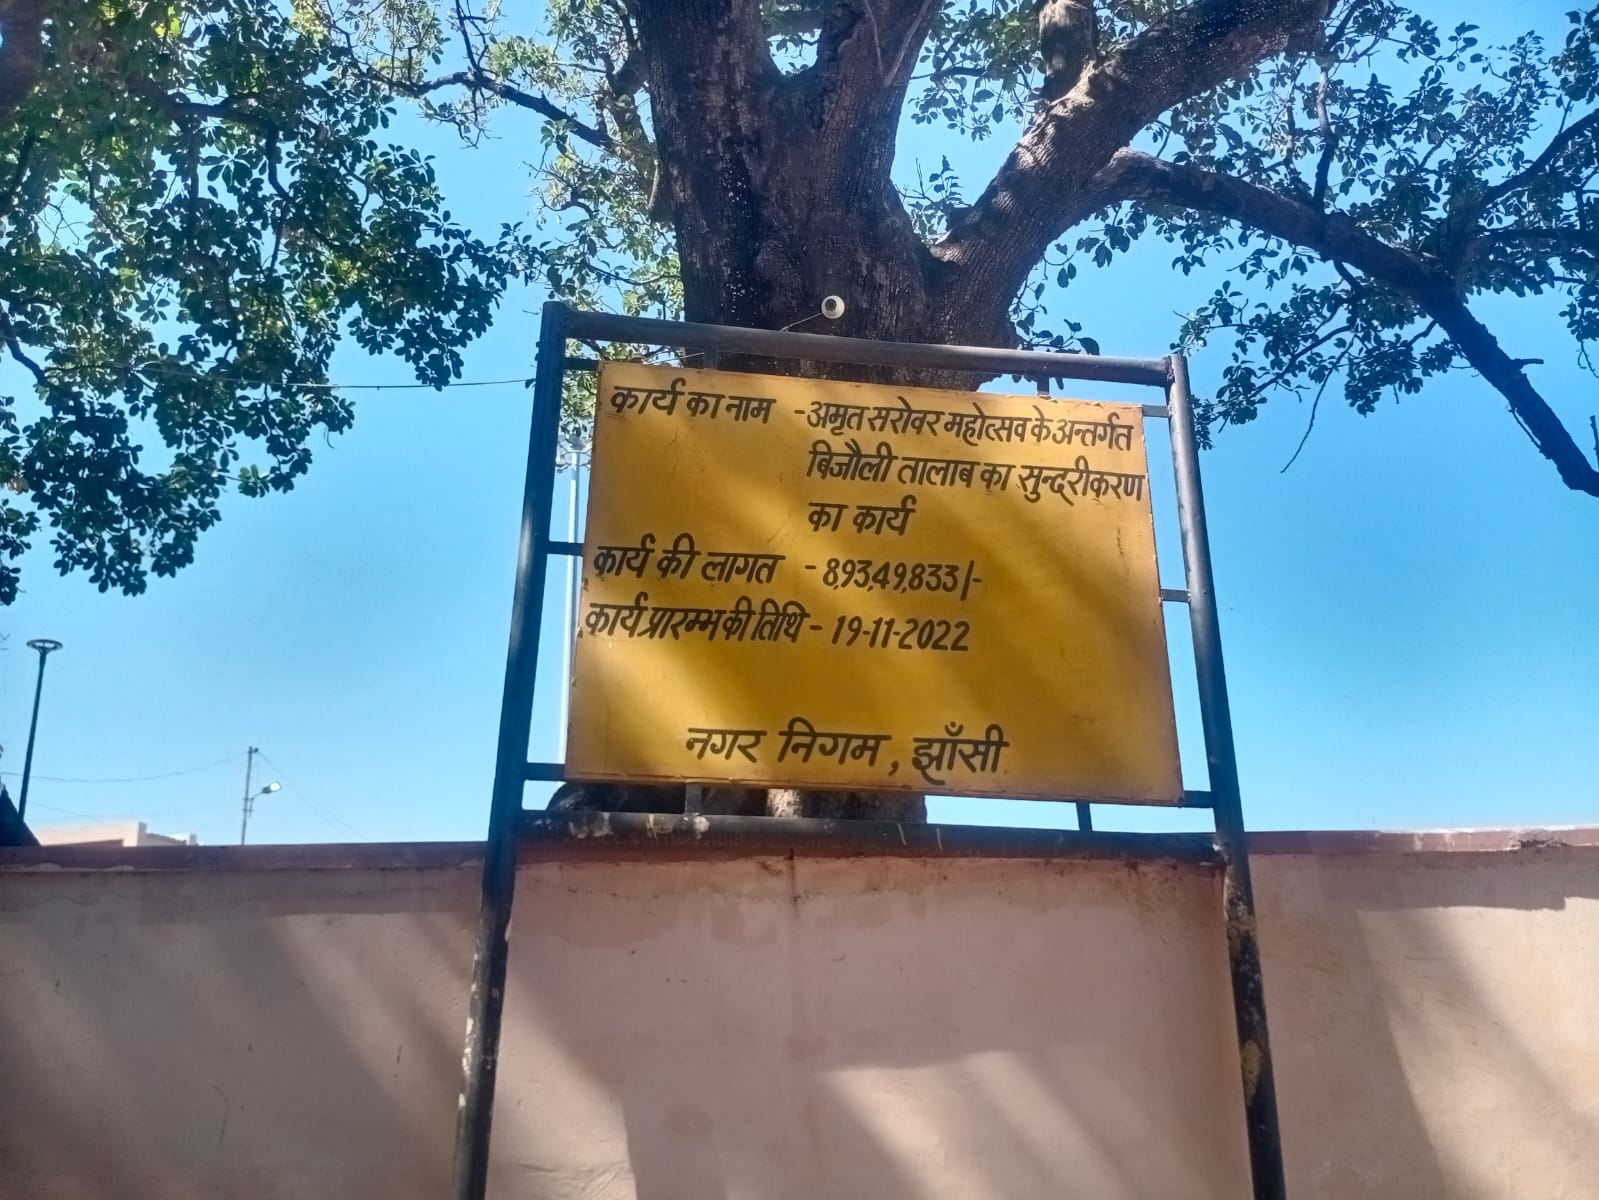 कार्य का नाम - अमृत सरोवर महोत्सव के अन्तर्गत
बिजौली तालाब का सुन्दरीकरण
का कार्य
कार्य की लागत - 8,93,49,833/-
कार्य प्रारम्भ की तिथि - 19-11-2022
नगर निगम, झाँसी